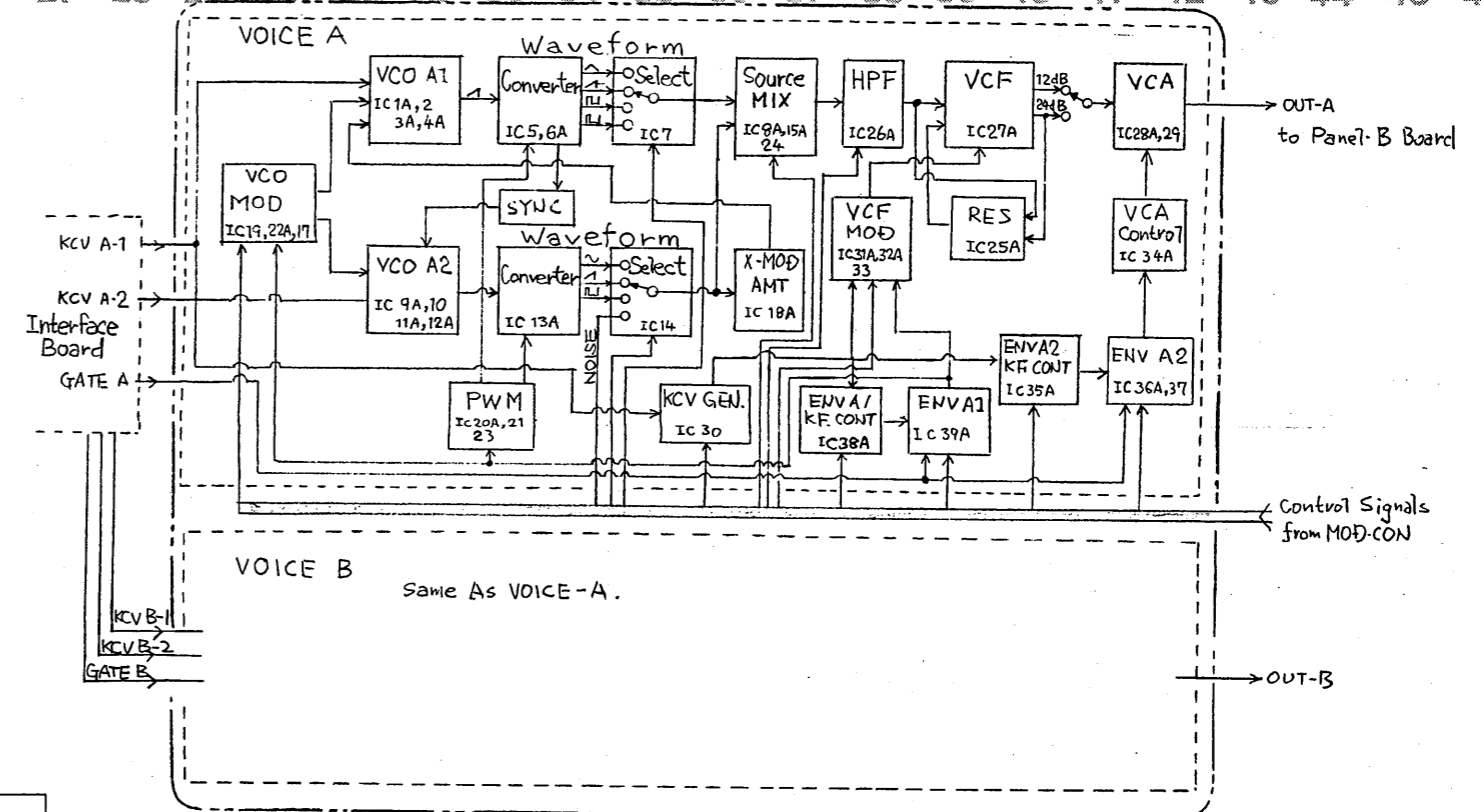 VOICE A
Waveform
VCO A1
IC1A, 2
3A, 4A
Converter
IC5, 6A
Select
IC7
Source
MIX
IC8A, 15A
24
HPF
IC26A
VCF
IC27A
12dB
24dB
VCA
IC28A, 29
OUT-A
to Panel-B Board
VCO
MOD
IC19, 22A, 17
SYNC
VCF
MOD
IC31A, 32A
33
RES
IC25A
VCA
Control
IC 34A
Waveform
KCV A-1
VCO A2
IC 9A, 10
11A, 12A
Converter
IC 13A
Select
IC14
X-MOD
AMT
IC 18A
KCV A-2
Interface
Board
GATE A
NOISE
PWM
IC20A, 21
23
KCV GEN.
IC 30
ENV A1
KF. CONT
IC38A
ENV A1
IC 39A
ENV A2
KF. CONT
IC35A
ENV A2
IC36A, 37
Control Signals
from MOD-CON
VOICE B
Same As VOICE-A.
KCV B-1
KCV B-2
GATE B
OUT-B